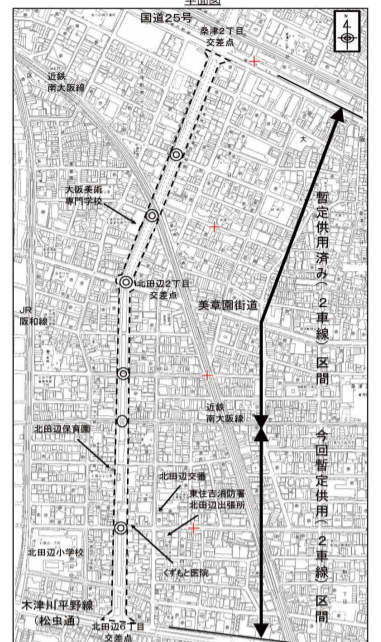 平面図
国道25号
桑津2丁目
交差点
近鉄
南大阪線
大阪美術
専門学校
北田辺2丁目
交差点
美章園街道
JR
阪和線
暫定供用済み(2車線)区間
近鉄
南大阪線
今回暫定供用(2車線)区間
北田辺保育園
北田辺交番
東住吉消防署
北田辺出張所
北田辺小学校
くすもと医院
木津川平野線
(松虫通)
北田辺6丁目
交差点